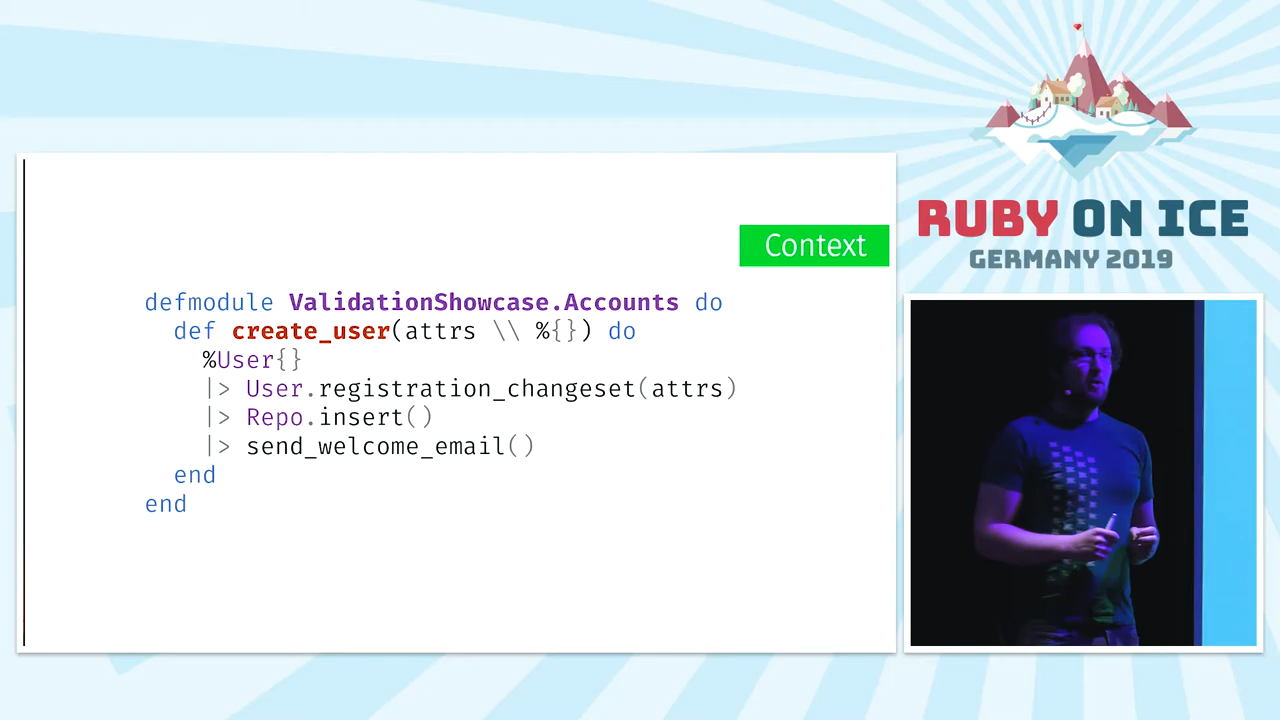 RUBY ON ICE
GERMANY 2019
Context
defmodule ValidationShowcase.Accounts do
  def create_user(attrs \\ %{}) do
    %User{}
    |> User.registration_changeset(attrs)
    |> Repo.insert()
    |> send_welcome_email()
  end
end